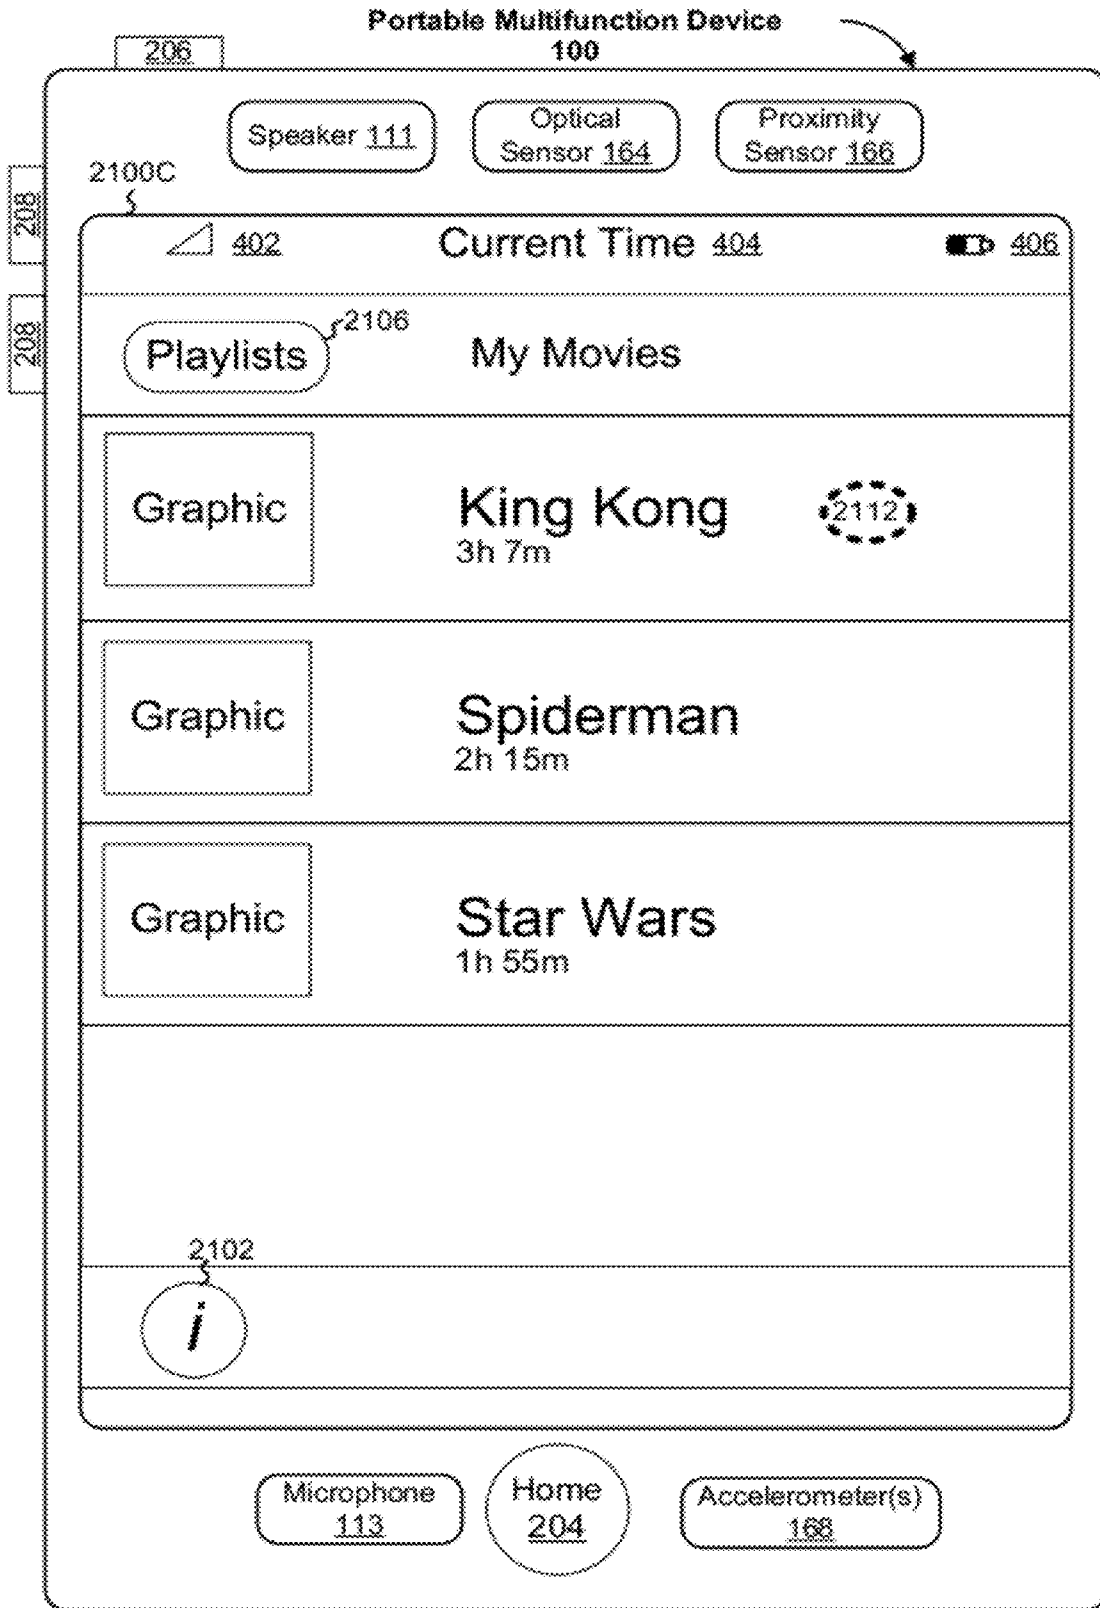 Portable Multifunction Device
100
206
Speaker 111
Optical
Sensor 164
Proximity
Sensor 166
2100C
208
208
402
Current Time 404
406
Playlists
2106
My Movies
Graphic
King Kong
3h 7m
2112
Graphic
Spiderman
2h 15m
Graphic
Star Wars
1h 55m
2102
i
Microphone
113
Home
204
Accelerometer(s)
168